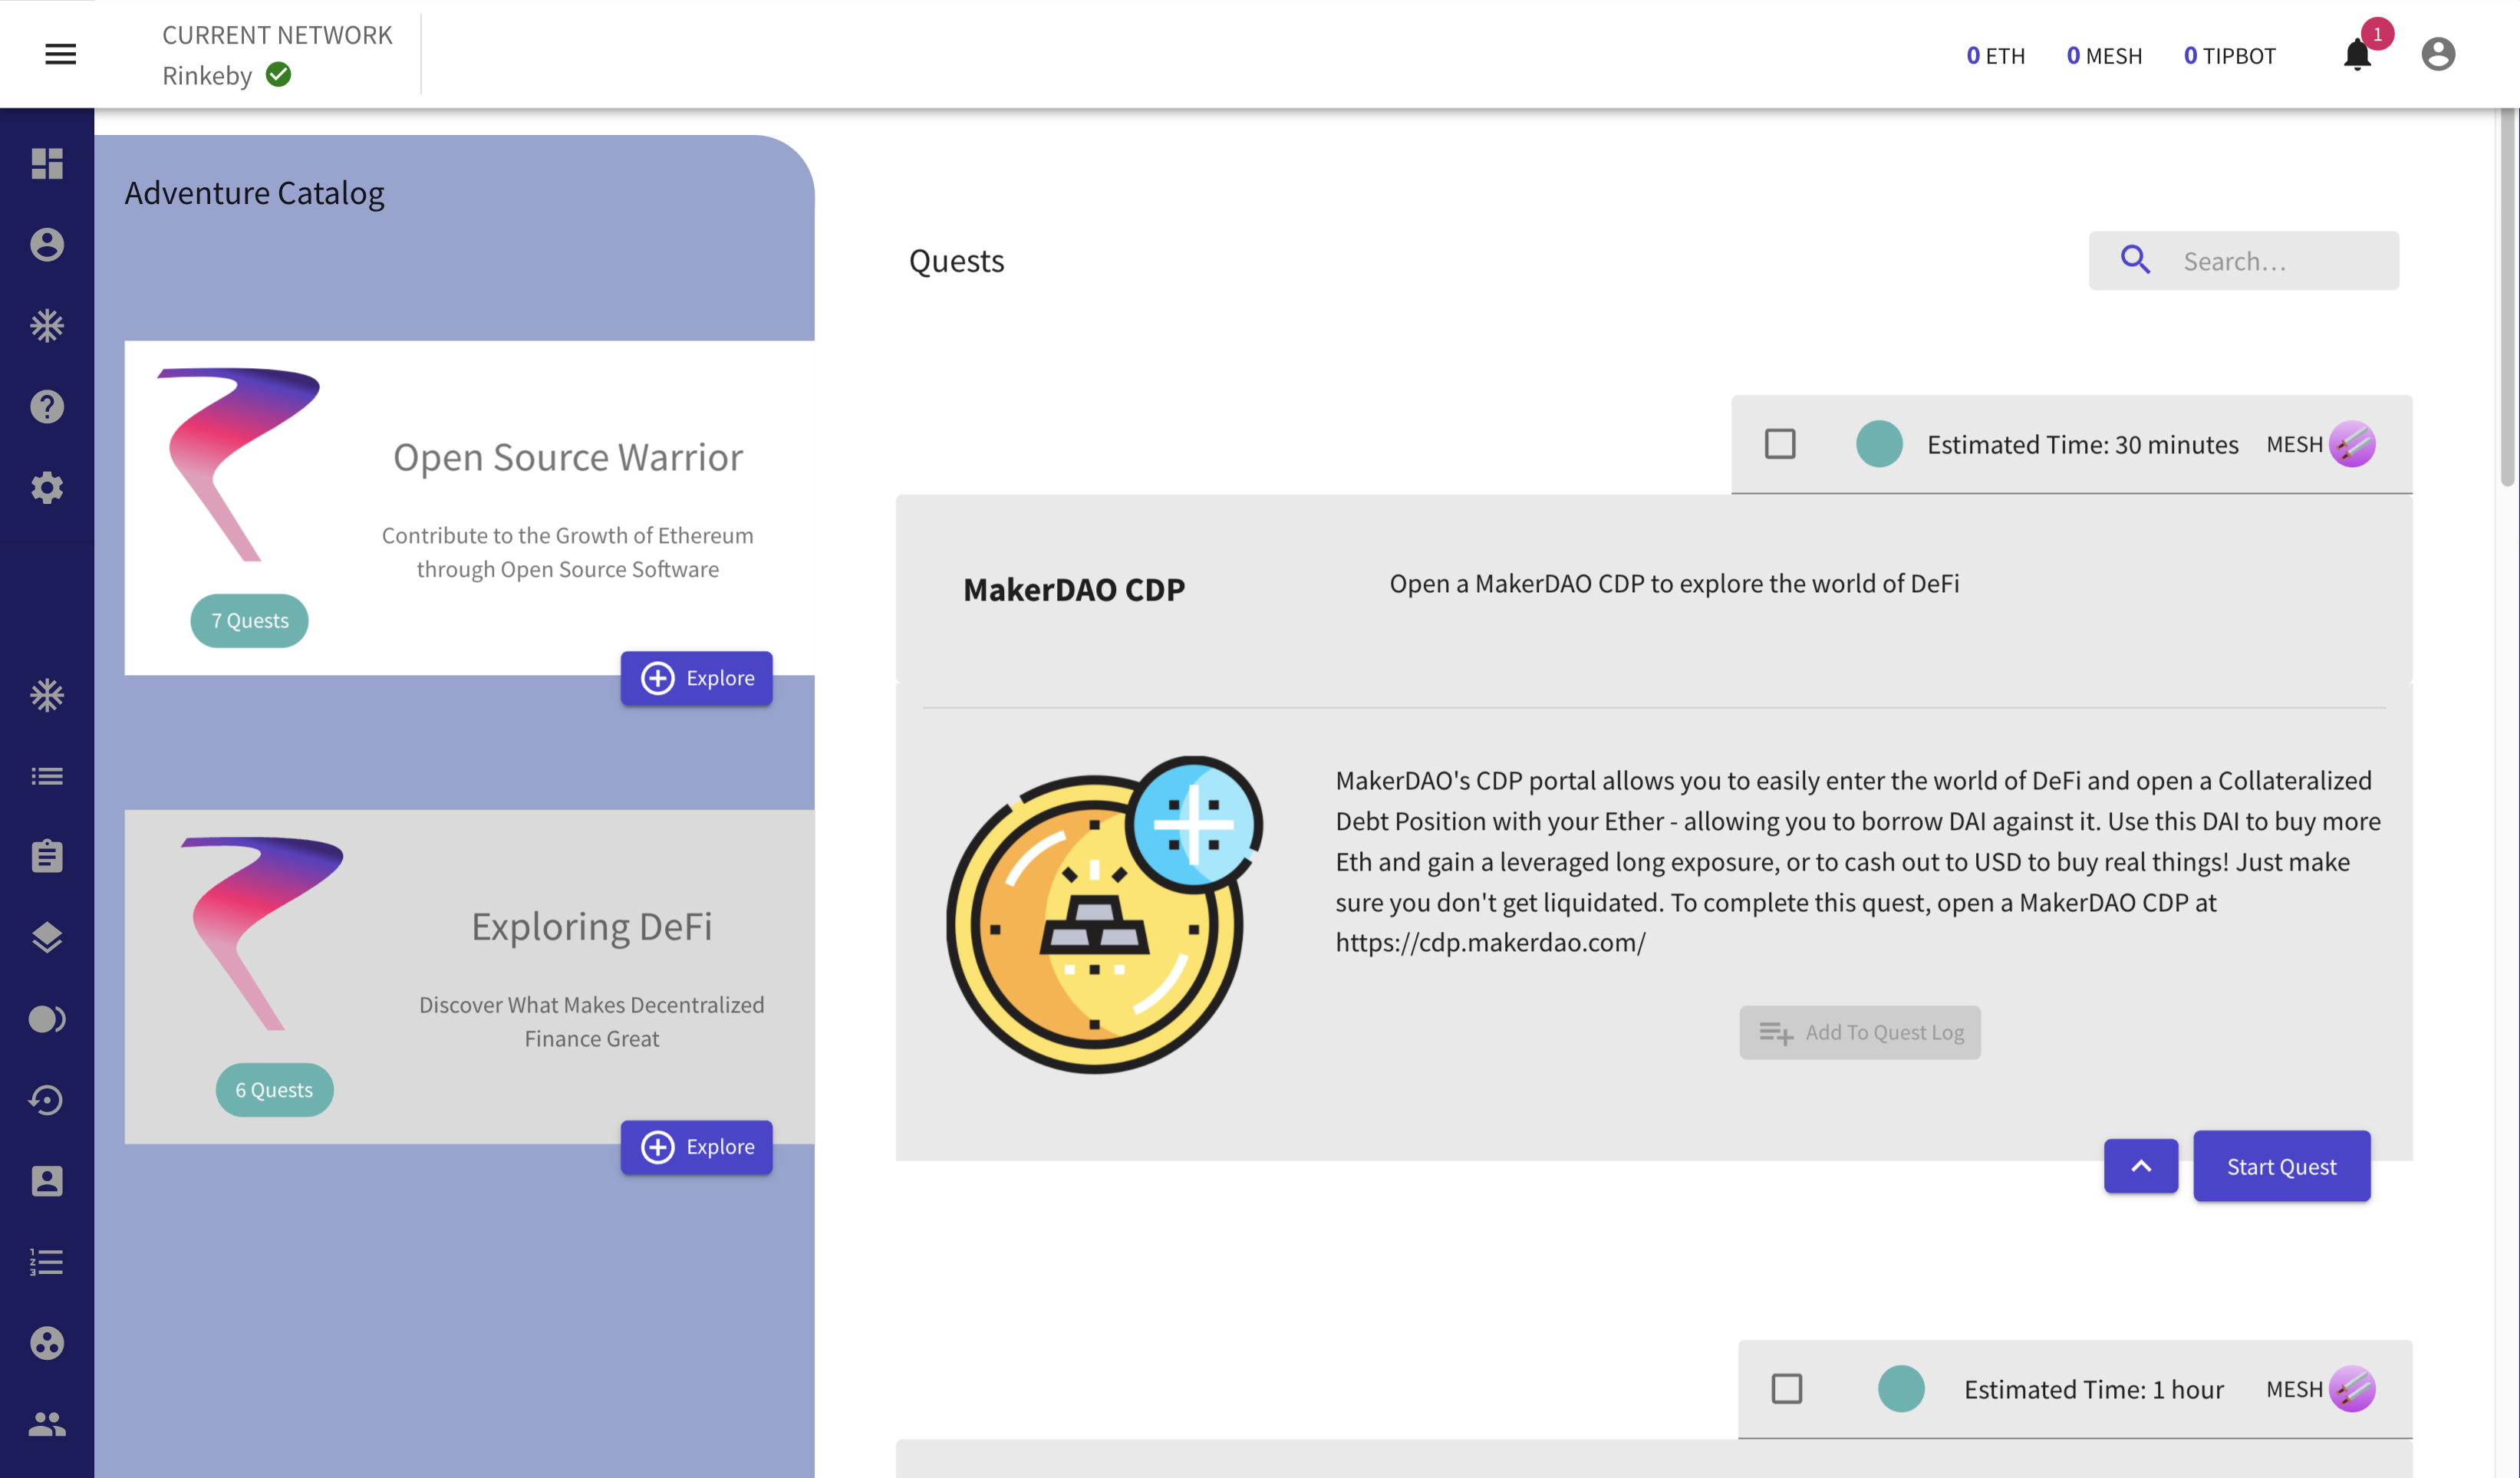 CURRENT NETWORK
Rinkeby
0 ETH
0 MESH
0 TIPBOT
1
Adventure Catalog
Open Source Warrior
Contribute to the Growth of Ethereum
through Open Source Software
7 Quests
Explore
Exploring DeFi
Discover What Makes Decentralized
Finance Great
6 Quests
Explore
Quests
Search…
Estimated Time: 30 minutes
MESH
MakerDAO CDP
Open a MakerDAO CDP to explore the world of DeFi
MakerDAO's CDP portal allows you to easily enter the world of DeFi and open a Collateralized
Debt Position with your Ether - allowing you to borrow DAI against it. Use this DAI to buy more
Eth and gain a leveraged long exposure, or to cash out to USD to buy real things! Just make
sure you don't get liquidated. To complete this quest, open a MakerDAO CDP at
https://cdp.makerdao.com/
Add To Quest Log
Start Quest
Estimated Time: 1 hour
MESH